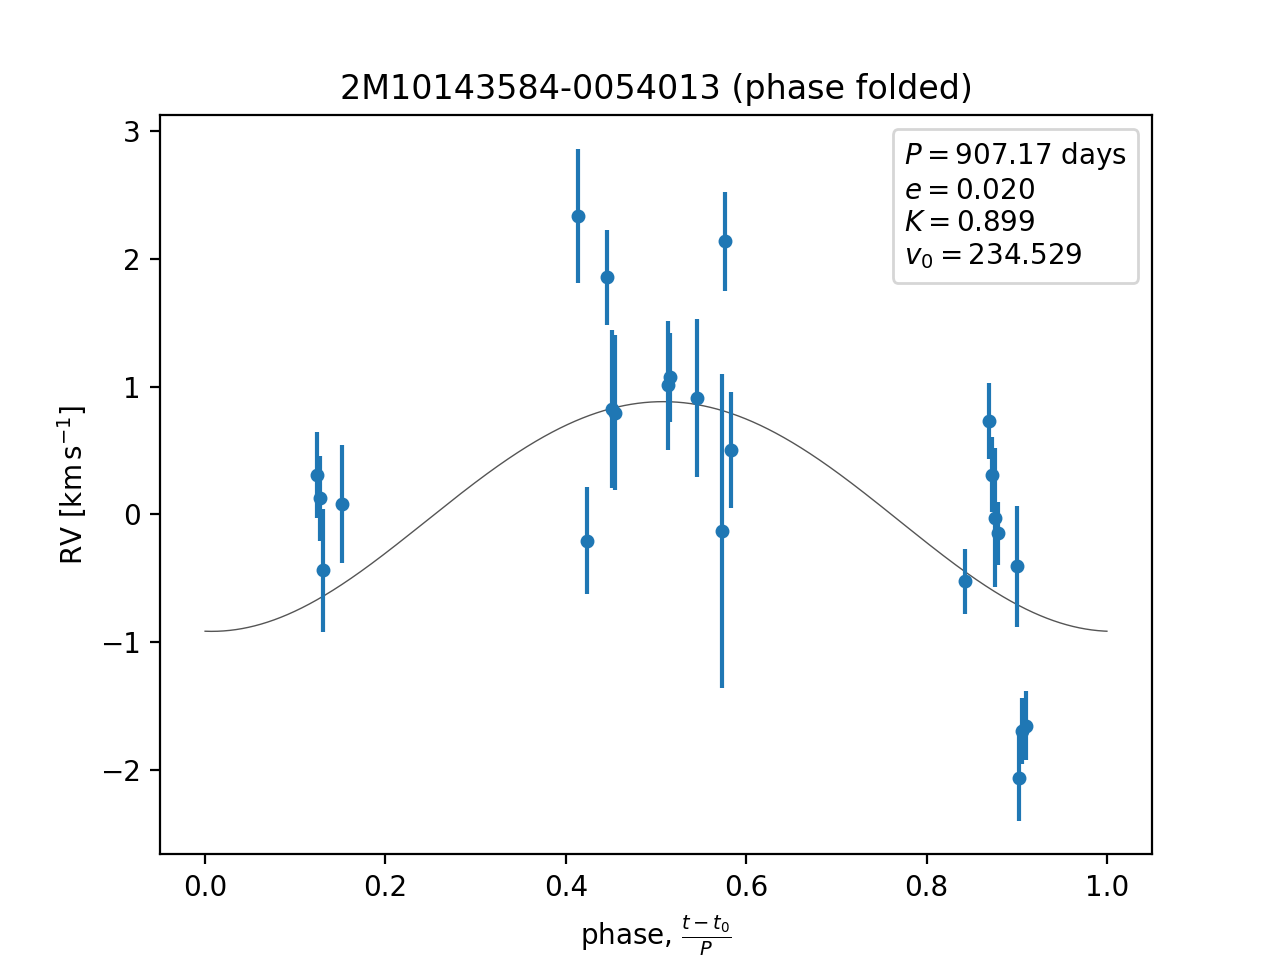 2M10143584-0054013 (phase folded)
P = 907.17 days
e = 0.020
K = 0.899
v₀ = 234.529
RV [km s⁻¹]
3
2
1
0
−1
−2
0.0 0.2 0.4 0.6 0.8 1.0
phase, (t − t₀)/P